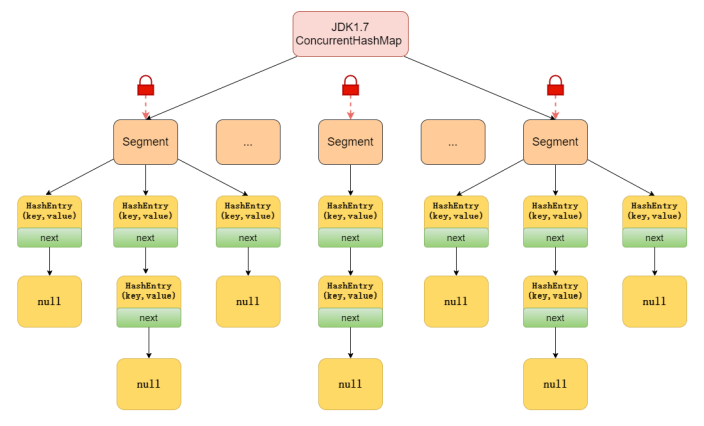 JDK1.7
ConcurrentHashMap
Segment
...
Segment
...
Segment
HashEntry
(key,value)
next
HashEntry
(key,value)
next
HashEntry
(key,value)
next
HashEntry
(key,value)
next
HashEntry
(key,value)
next
HashEntry
(key,value)
next
HashEntry
(key,value)
next
null
HashEntry
(key,value)
next
null
HashEntry
(key,value)
next
null
HashEntry
(key,value)
next
null
null
null
null